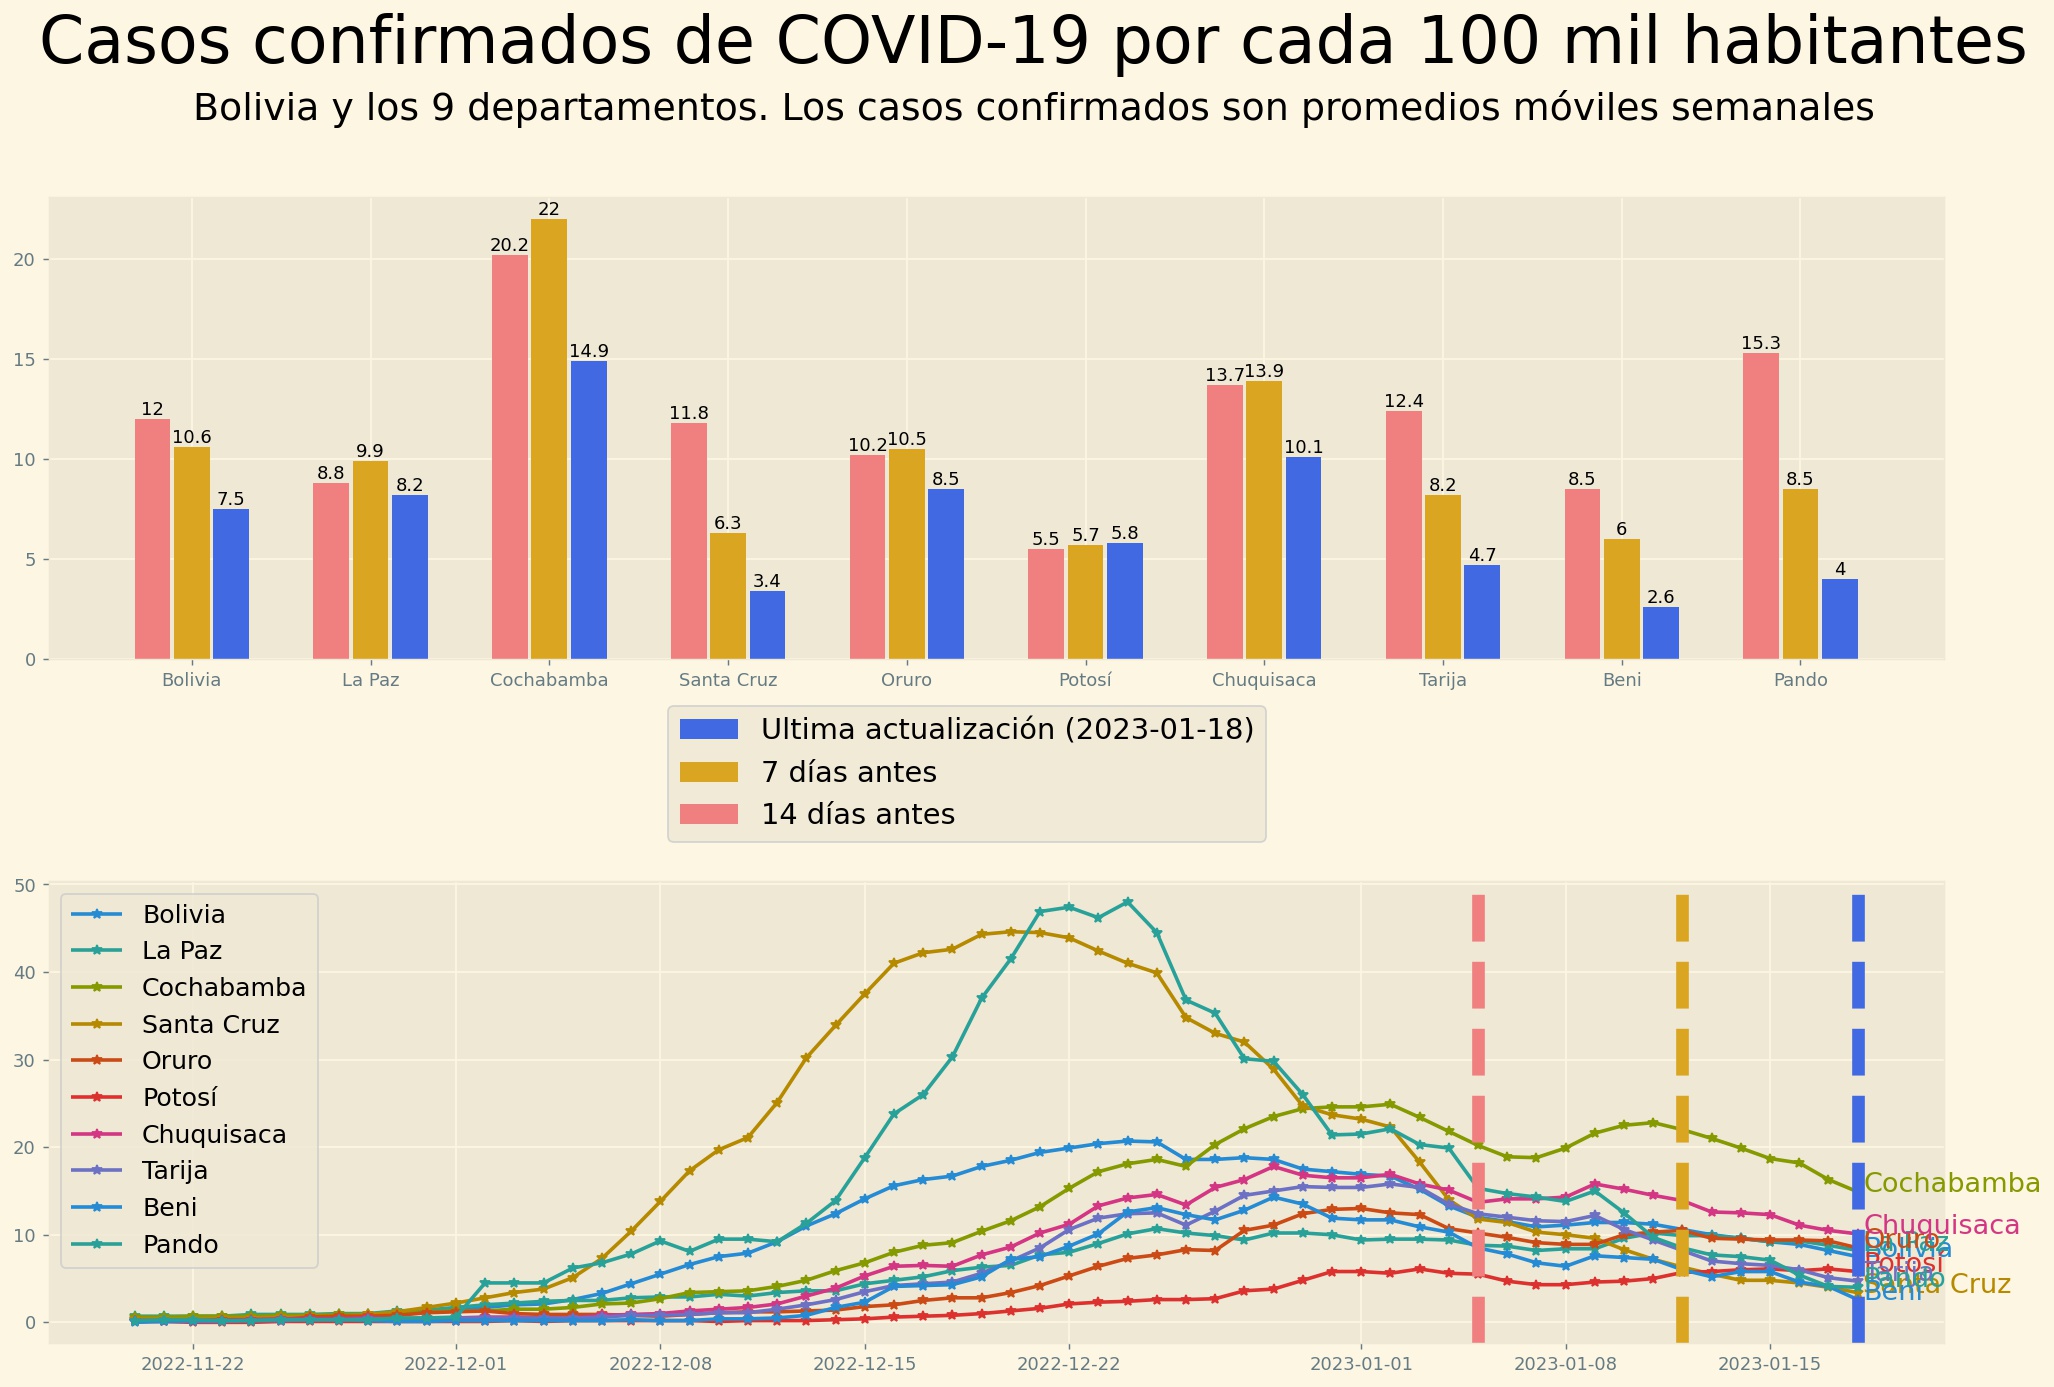 Casos confirmados de COVID-19 por cada 100 mil habitantes
Bolivia y los 9 departamentos. Los casos confirmados son promedios móviles semanales
20
15
10
5
0
12
10.6
7.5
8.8
9.9
8.2
20.2
22
14.9
11.8
6.3
3.4
10.2
10.5
8.5
5.5
5.7
5.8
13.7
13.9
10.1
12.4
8.2
4.7
8.5
6
2.6
15.3
8.5
4
Bolivia
La Paz
Cochabamba
Santa Cruz
Oruro
Potosí
Chuquisaca
Tarija
Beni
Pando
Ultima actualización (2023-01-18)
7 días antes
14 días antes
50
40
30
20
10
0
Bolivia
La Paz
Cochabamba
Santa Cruz
Oruro
Potosí
Chuquisaca
Tarija
Beni
Pando
Cochabamba
Chuquisaca
Oruro
Bolivia
Potosí
Santa Cruz
Beni
2022-11-22
2022-12-01
2022-12-08
2022-12-15
2022-12-22
2023-01-01
2023-01-08
2023-01-15